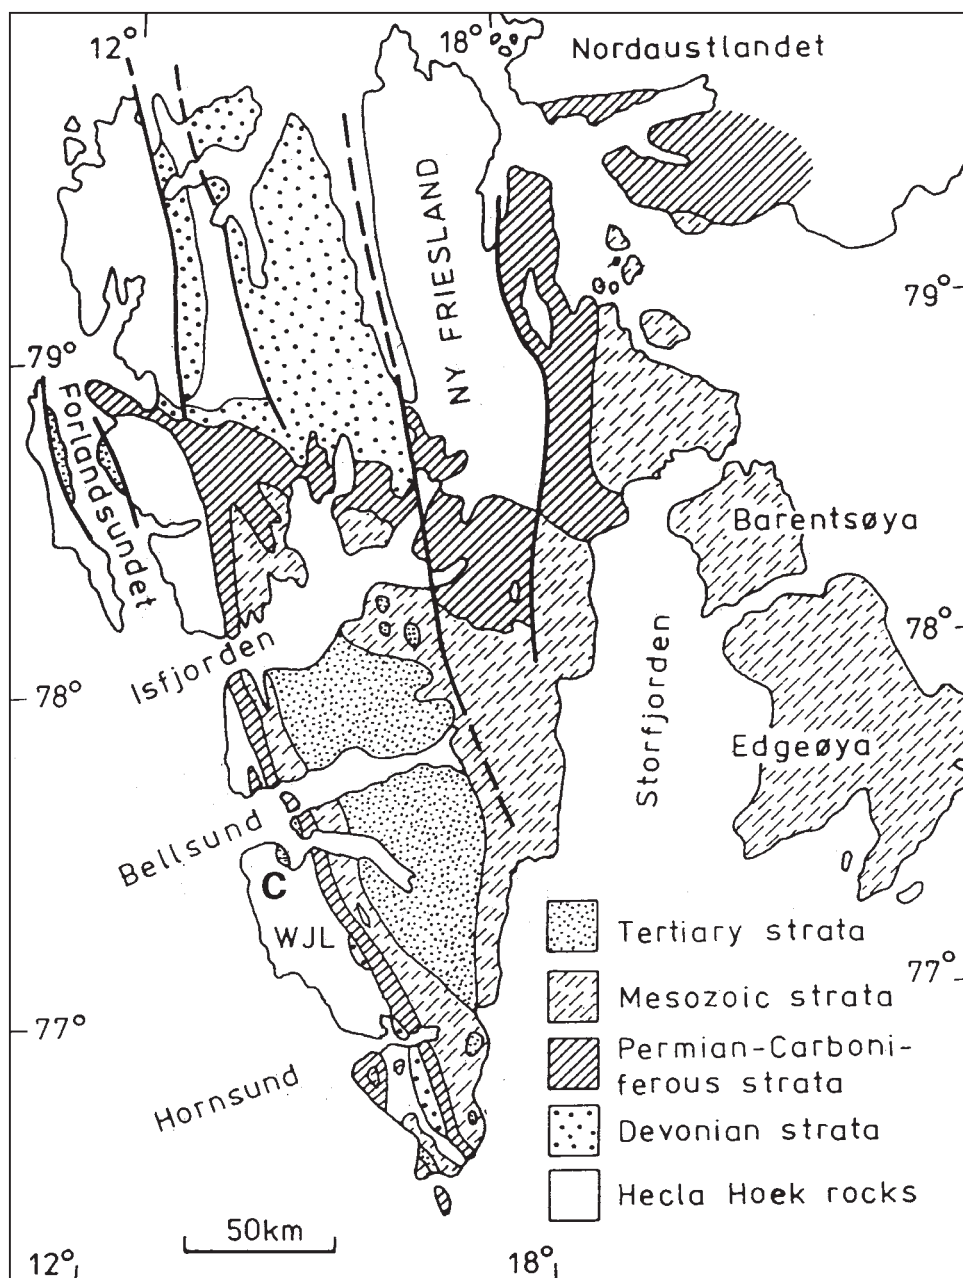 12°
18°
Nordaustlandet
NY FRIESLAND
79°
79°
Forlandsundet
Barentsøya
78°
Isfjorden
78°
Storfjorden
Edgeøya
Bellsund
C
WJL
Tertiary strata
77°
Mesozoic strata
77°
Permian-Carboni-
ferous strata
Hornsund
Devonian strata
Hecla Hoek rocks
50km
12°
18°